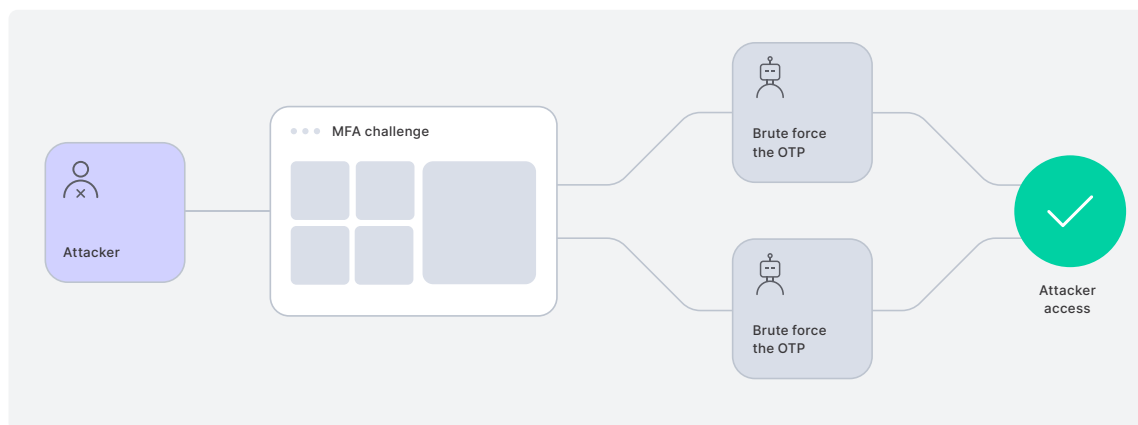 Attacker
MFA challenge
Brute force
the OTP
Brute force
the OTP
Attacker
access